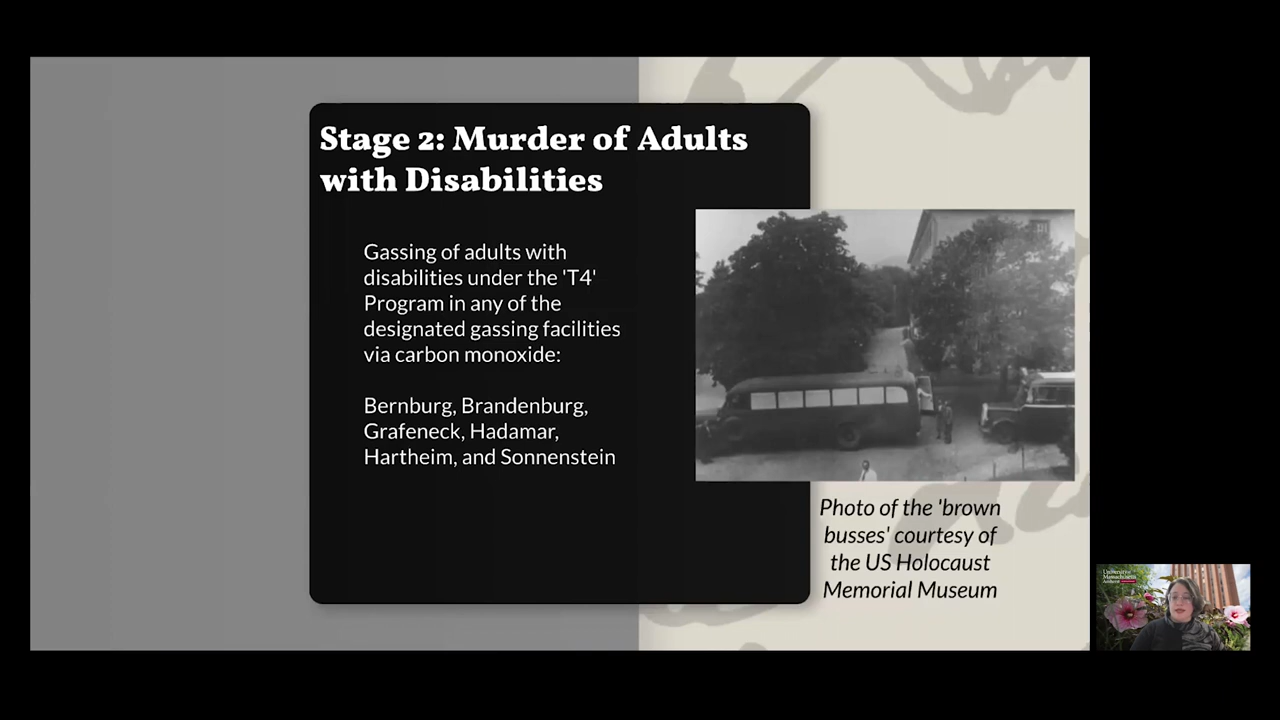 Stage 2: Murder of Adults
with Disabilities
Gassing of adults with
disabilities under the 'T4'
Program in any of the
designated gassing facilities
via carbon monoxide:
Bernburg, Brandenburg,
Grafeneck, Hadamar,
Hartheim, and Sonnenstein
Photo of the 'brown
busses' courtesy of
the US Holocaust
Memorial Museum
University of
Massachusetts
Amherst